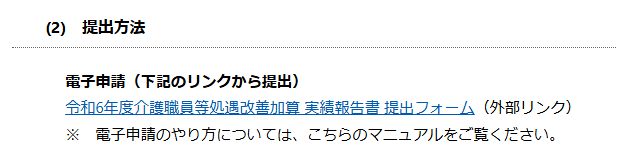 (2) 提出方法
電子申請（下記のリンクから提出）
令和6年度介護職員等処遇改善加算 実績報告書 提出フォーム（外部リンク）
※ 電子申請のやり方については、こちらのマニュアルをご覧ください。